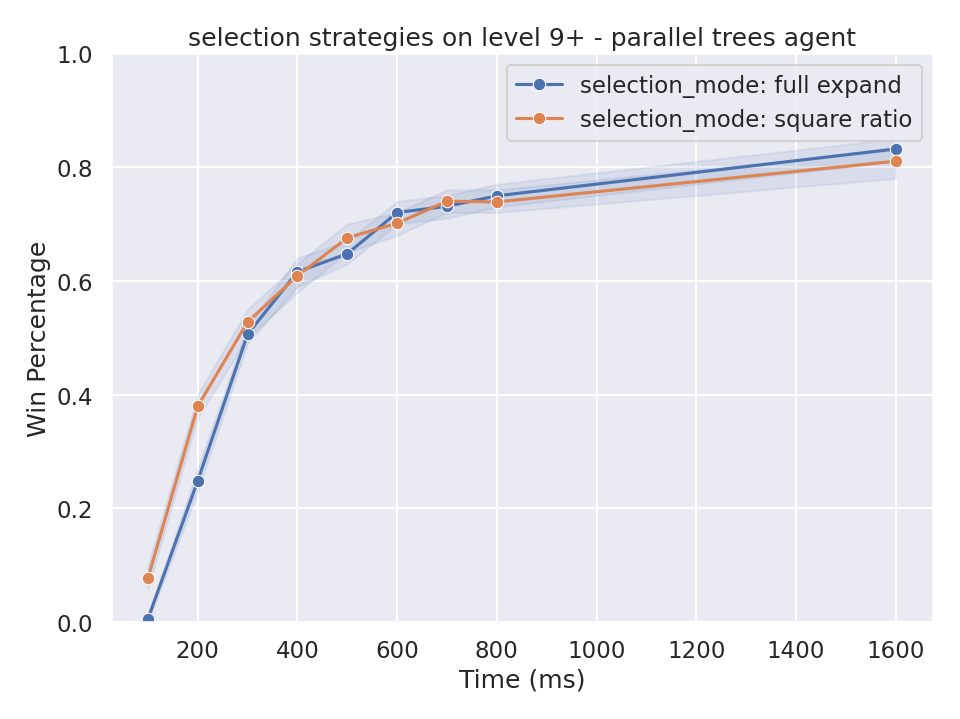 selection strategies on level 9+ - parallel trees agent
selection_mode: full expand
selection_mode: square ratio
Win Percentage
1.0
0.8
0.6
0.4
0.2
0.0
200 400 600 800 1000 1200 1400 1600
Time (ms)